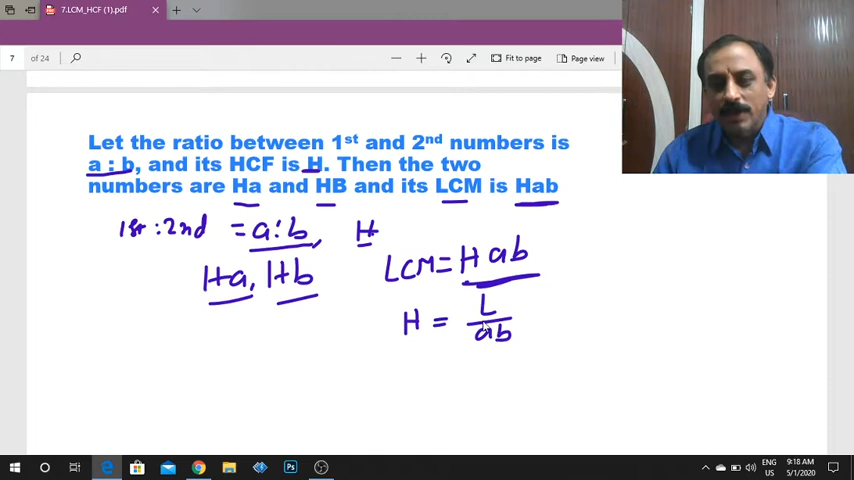 7.LCM_HCF (1).pdf
7 of 24
Fit to page
Page view
Let the ratio between 1st and 2nd numbers is
a : b, and its HCF is H. Then the two
numbers are Ha and HB and its LCM is Hab
1st : 2nd = a:b, H
Ha, Hb
LCM = Hab
H = L/ab
ENG
US
9:18 AM
5/1/2020